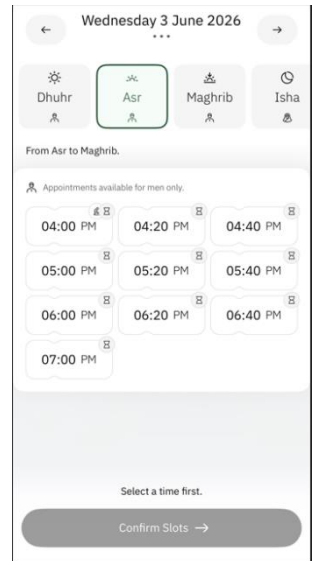 Wednesday 3 June 2026
Dhuhr
Asr
Maghrib
Isha
From Asr to Maghrib.
Appointments available for men only.
04:00 PM
04:20 PM
04:40 PM
05:00 PM
05:20 PM
05:40 PM
06:00 PM
06:20 PM
06:40 PM
07:00 PM
Select a time first.
Confirm Slots →